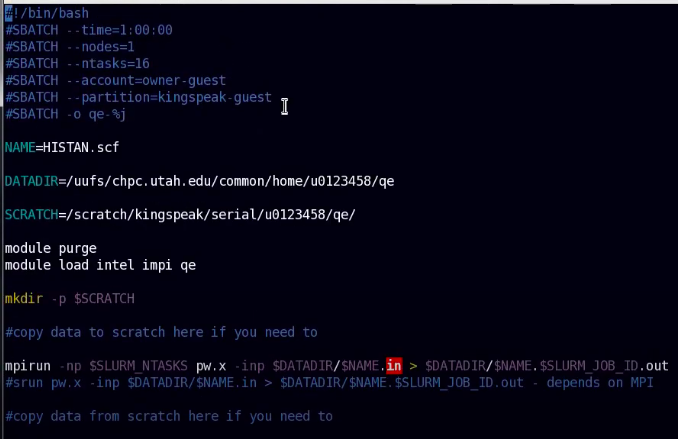 #!/bin/bash
#SBATCH --time=1:00:00
#SBATCH --nodes=1
#SBATCH --ntasks=16
#SBATCH --account=owner-guest
#SBATCH --partition=kingspeak-guest
#SBATCH -o qe-%j
NAME=HISTAN.scf
DATADIR=/uufs/chpc.utah.edu/common/home/u0123458/qe
SCRATCH=/scratch/kingspeak/serial/u0123458/qe/
module purge
module load intel impi qe
mkdir -p $SCRATCH
#copy data to scratch here if you need to
mpirun -np $SLURM_NTASKS pw.x -inp $DATADIR/$NAME.in > $DATADIR/$NAME.$SLURM_JOB_ID.out
#srun pw.x -inp $DATADIR/$NAME.in > $DATADIR/$NAME.$SLURM_JOB_ID.out - depends on MPI
#copy data from scratch here if you need to